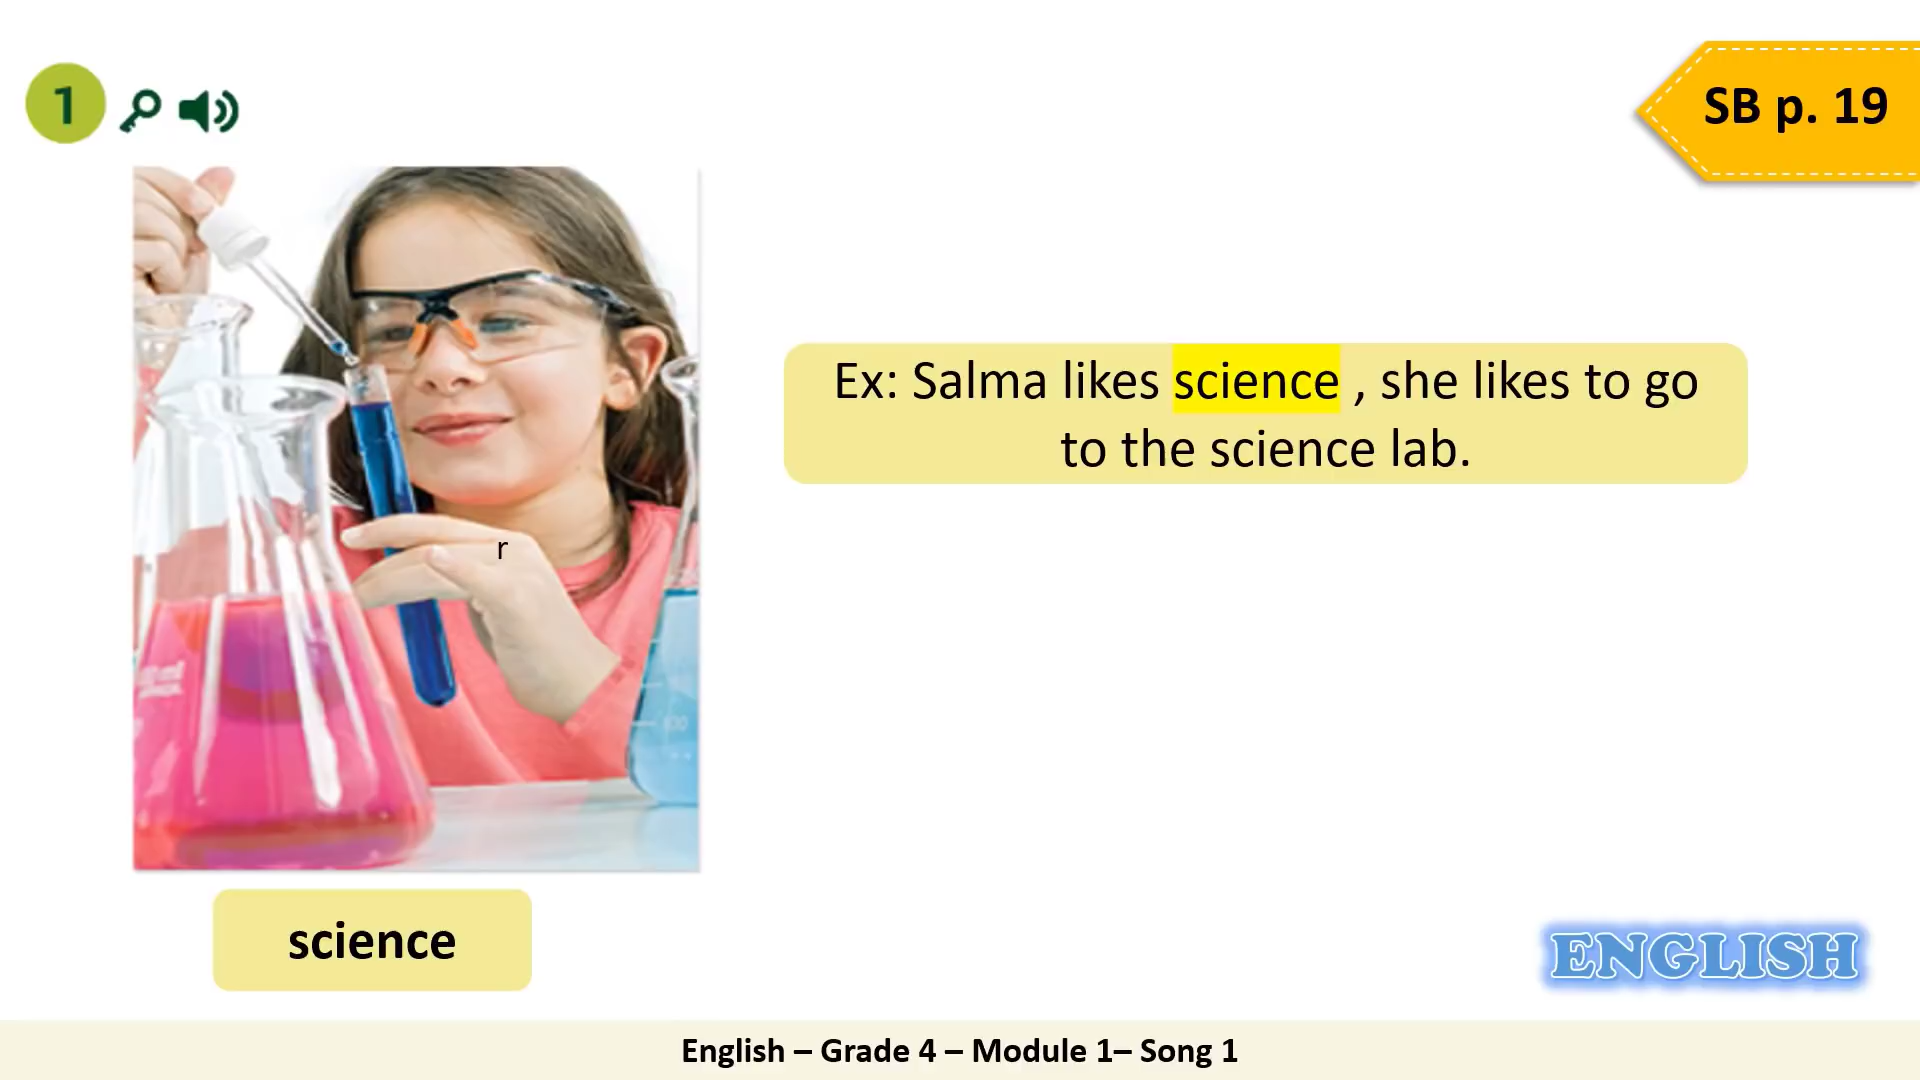 1
SB p. 19
Ex: Salma likes science , she likes to go
to the science lab.
r
science
ENGLISH
English – Grade 4 – Module 1– Song 1